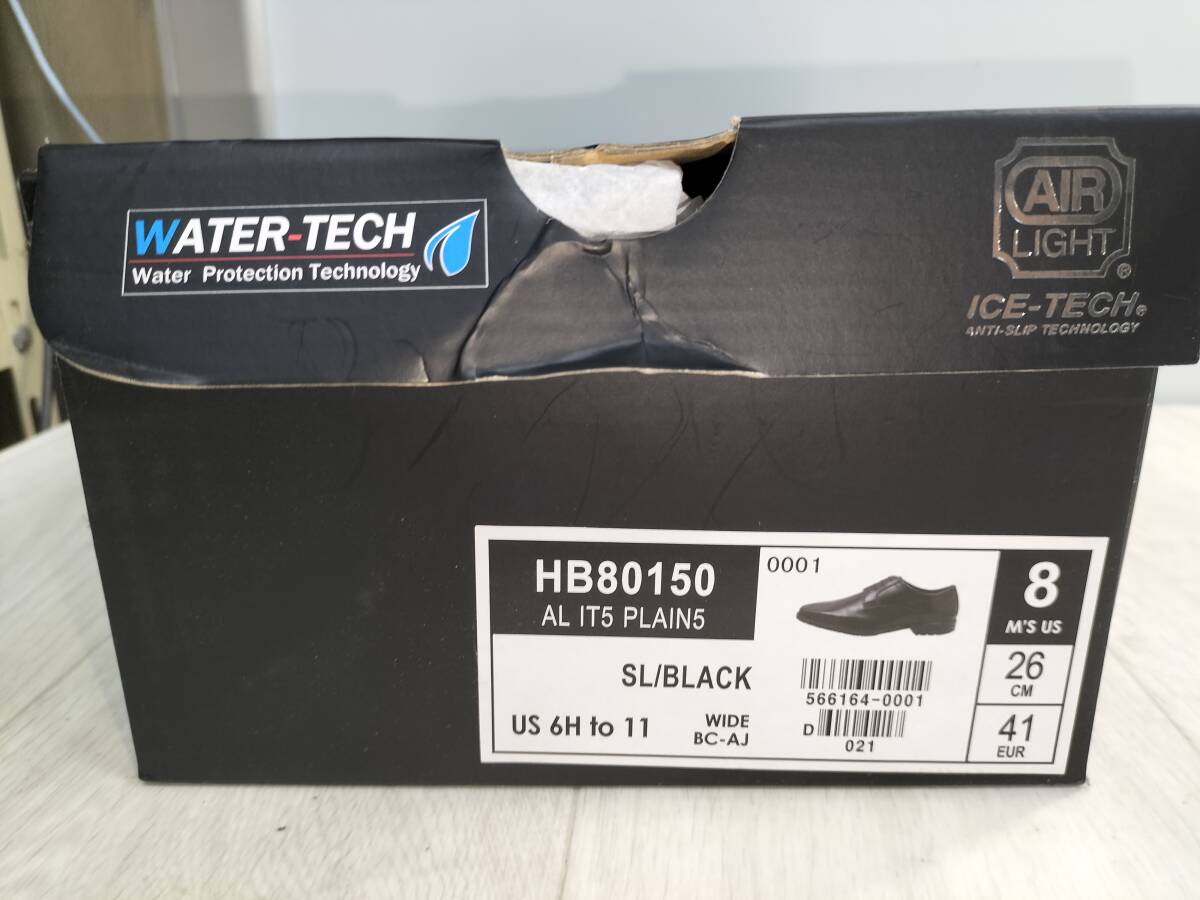 WATER-TECH
Water Protection Technology
AIR
LIGHT®
ICE-TECH®
ANTI-SLIP TECHNOLOGY
HB80150
AL IT5 PLAIN5
0001
8
M'S US
SL/BLACK
26
CM
566164-0001
US 6H to 11
WIDE
BC-AJ
D
021
41
EUR